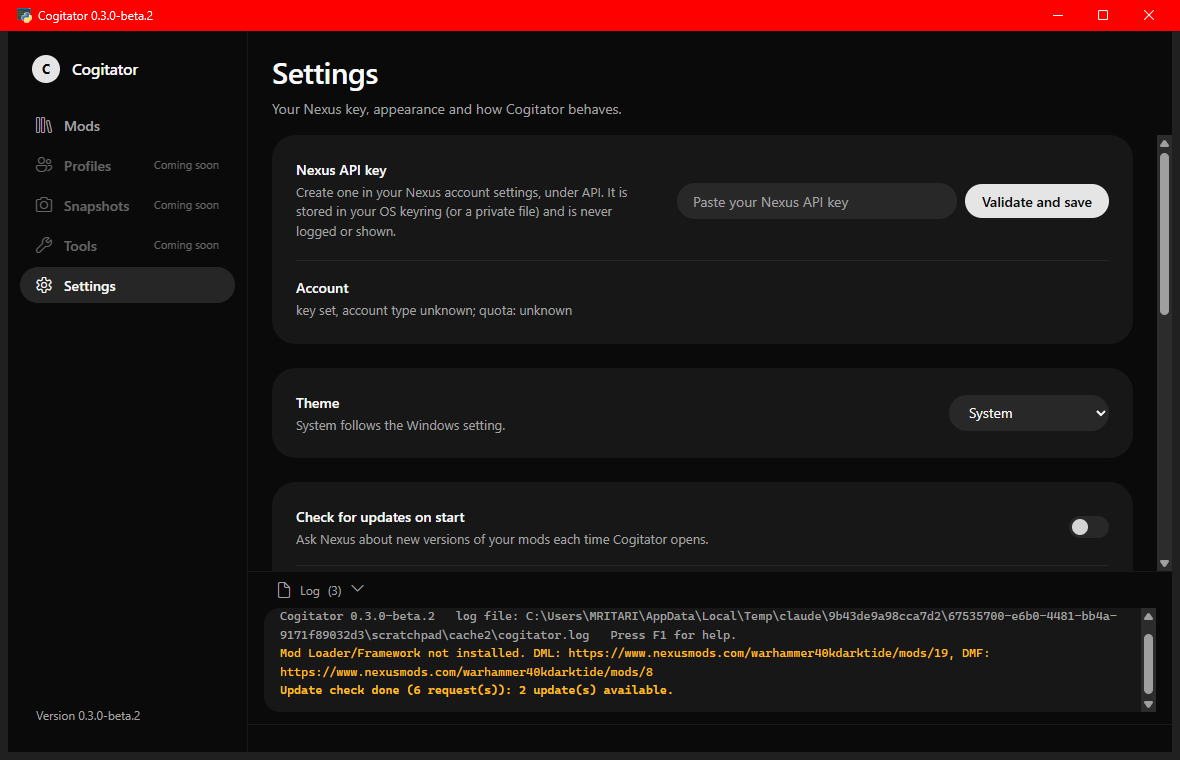 Cogitator 0.3.0-beta.2
C
Cogitator
Mods
Profiles Coming soon
Snapshots Coming soon
Tools Coming soon
Settings
Version 0.3.0-beta.2
Settings
Your Nexus key, appearance and how Cogitator behaves.
Nexus API key
Create one in your Nexus account settings, under API. It is
stored in your OS keyring (or a private file) and is never
logged or shown.
Paste your Nexus API key
Validate and save
Account
key set, account type unknown; quota: unknown
Theme
System follows the Windows setting.
System
Check for updates on start
Ask Nexus about new versions of your mods each time Cogitator opens.
Log (3)
Cogitator 0.3.0-beta.2 log file: C:\Users\MRITARI\AppData\Local\Temp\claude\9b43de9a98cca7d2\67535700-e6b0-4481-bb4a-
9171f89032d3\scratchpad\cache2\cogitator.log Press F1 for help.
Mod Loader/Framework not installed. DML: https://www.nexusmods.com/warhammer40kdarktide/mods/19, DMF:
https://www.nexusmods.com/warhammer40kdarktide/mods/8
Update check done (6 request(s)): 2 update(s) available.